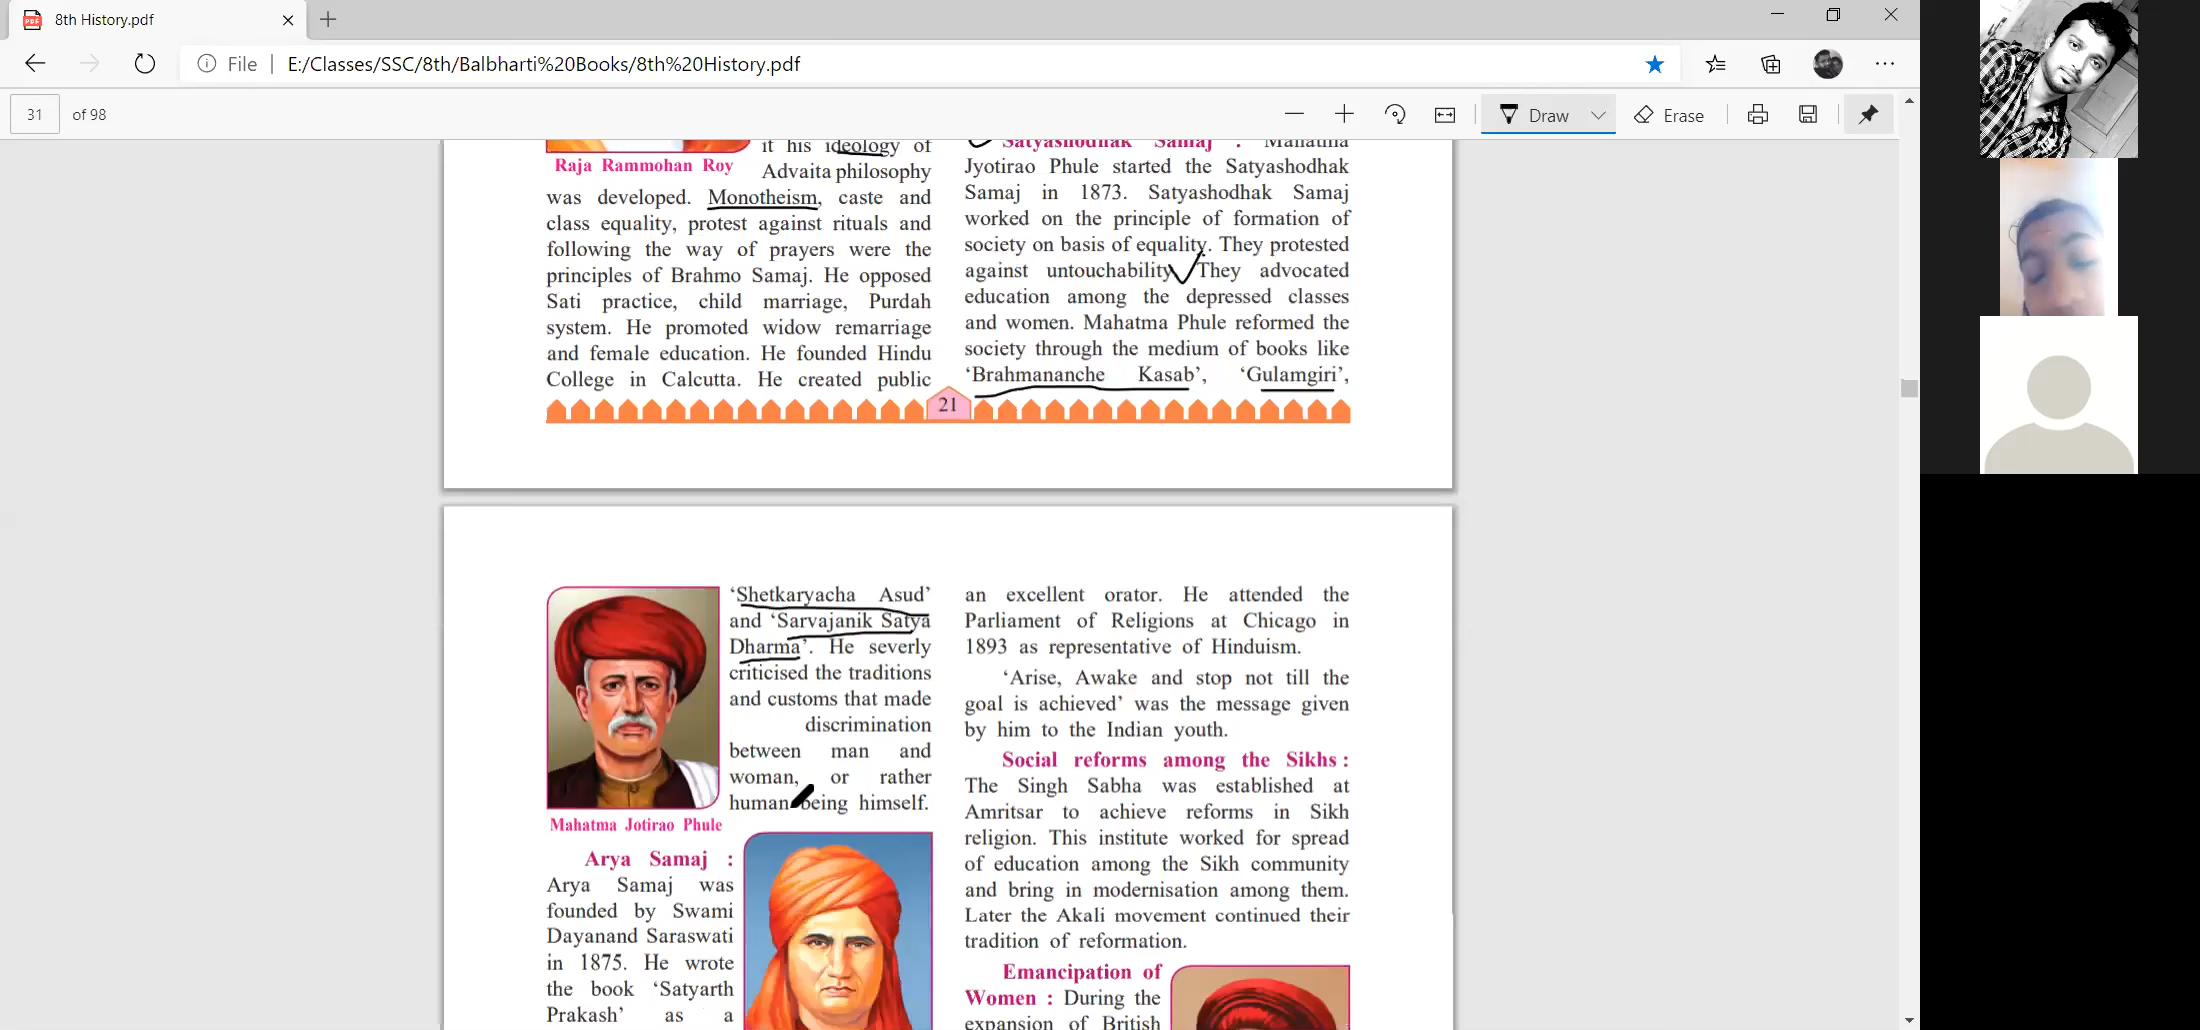 8th History.pdf
File | E:/Classes/SSC/8th/Balbharti%20Books/8th%20History.pdf
31 of 98
Draw
Erase
Raja Rammohan Roy
it his ideology of
Advaita philosophy
was developed. Monotheism, caste and
class equality, protest against rituals and
following the way of prayers were the
principles of Brahmo Samaj. He opposed
Sati practice, child marriage, Purdah
system. He promoted widow remarriage
and female education. He founded Hindu
College in Calcutta. He created public
Satyashodhak Samaj : Mahatma
Jyotirao Phule started the Satyashodhak
Samaj in 1873. Satyashodhak Samaj
worked on the principle of formation of
society on basis of equality. They protested
against untouchability They advocated
education among the depressed classes
and women. Mahatma Phule reformed the
society through the medium of books like
‘Brahmananche Kasab’, ‘Gulamgiri’,
21
‘Shetkaryacha Asud’
and ‘Sarvajanik Satya
Dharma’. He severly
criticised the traditions
and customs that made
discrimination
between man and
woman, or rather
human being himself.
Mahatma Jotirao Phule
Arya Samaj :
Arya Samaj was
founded by Swami
Dayanand Saraswati
in 1875. He wrote
the book ‘Satyarth
Prakash’ as a
an excellent orator. He attended the
Parliament of Religions at Chicago in
1893 as representative of Hinduism.
‘Arise, Awake and stop not till the
goal is achieved’ was the message given
by him to the Indian youth.
Social reforms among the Sikhs :
The Singh Sabha was established at
Amritsar to achieve reforms in Sikh
religion. This institute worked for spread
of education among the Sikh community
and bring in modernisation among them.
Later the Akali movement continued their
tradition of reformation.
Emancipation of
Women : During the
expansion of British